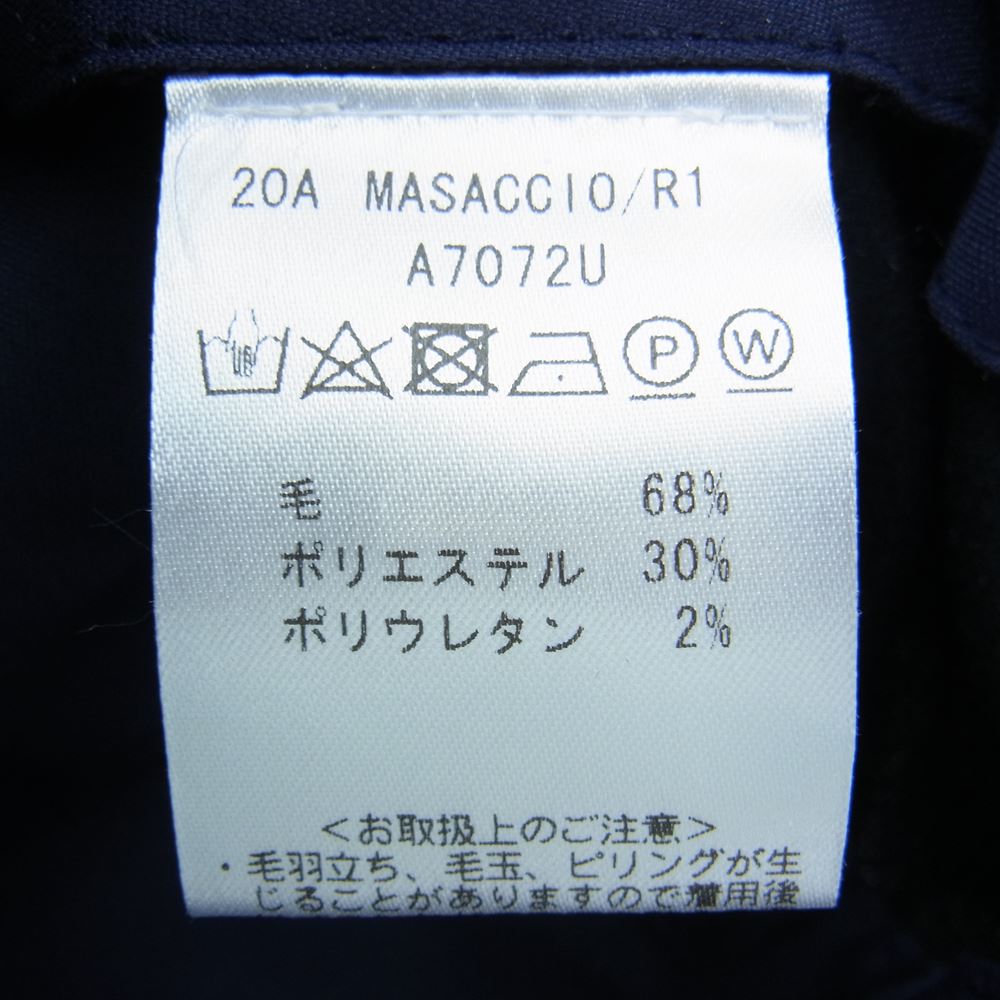 20A MASACCIO/R1
A7072U
P W
毛 68%
ポリエステル 30%
ポリウレタン 2%
<お取扱上のご注意>
・毛羽立ち、毛玉、ピリングが生
じることがありますので着用後